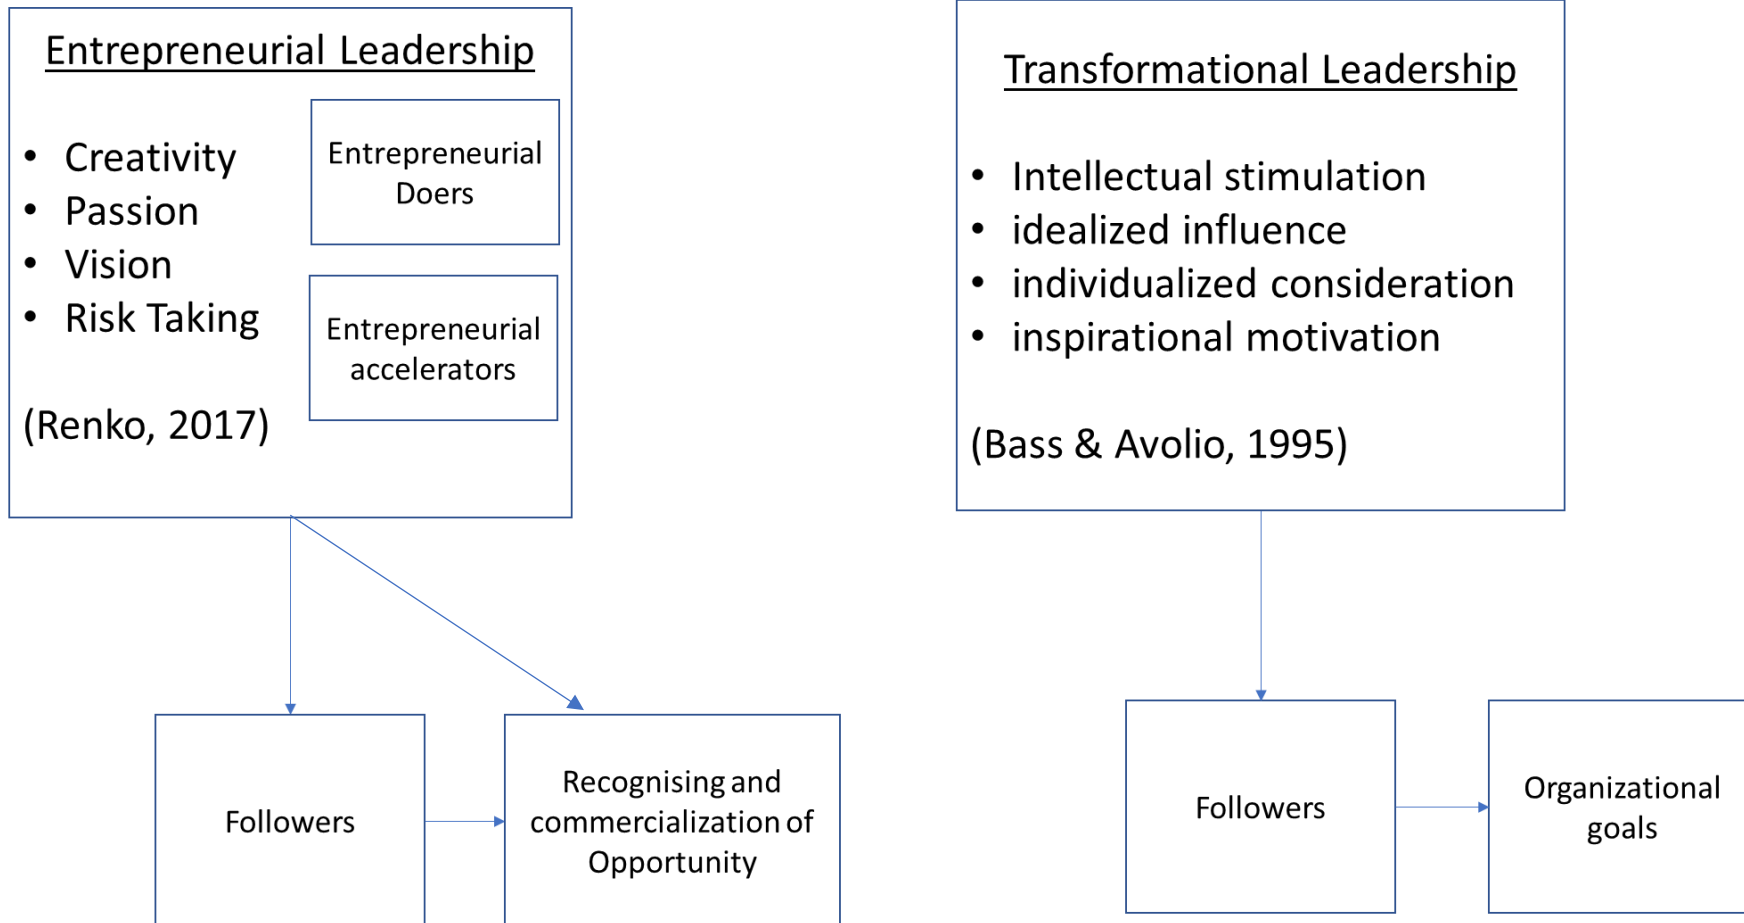 Entrepreneurial Leadership
• Creativity
• Passion
• Vision
• Risk Taking
(Renko, 2017)
Entrepreneurial
Doers
Entrepreneurial
accelerators
Followers
Recognising and
commercialization of
Opportunity
Transformational Leadership
• Intellectual stimulation
• idealized influence
• individualized consideration
• inspirational motivation
(Bass & Avolio, 1995)
Followers
Organizational
goals